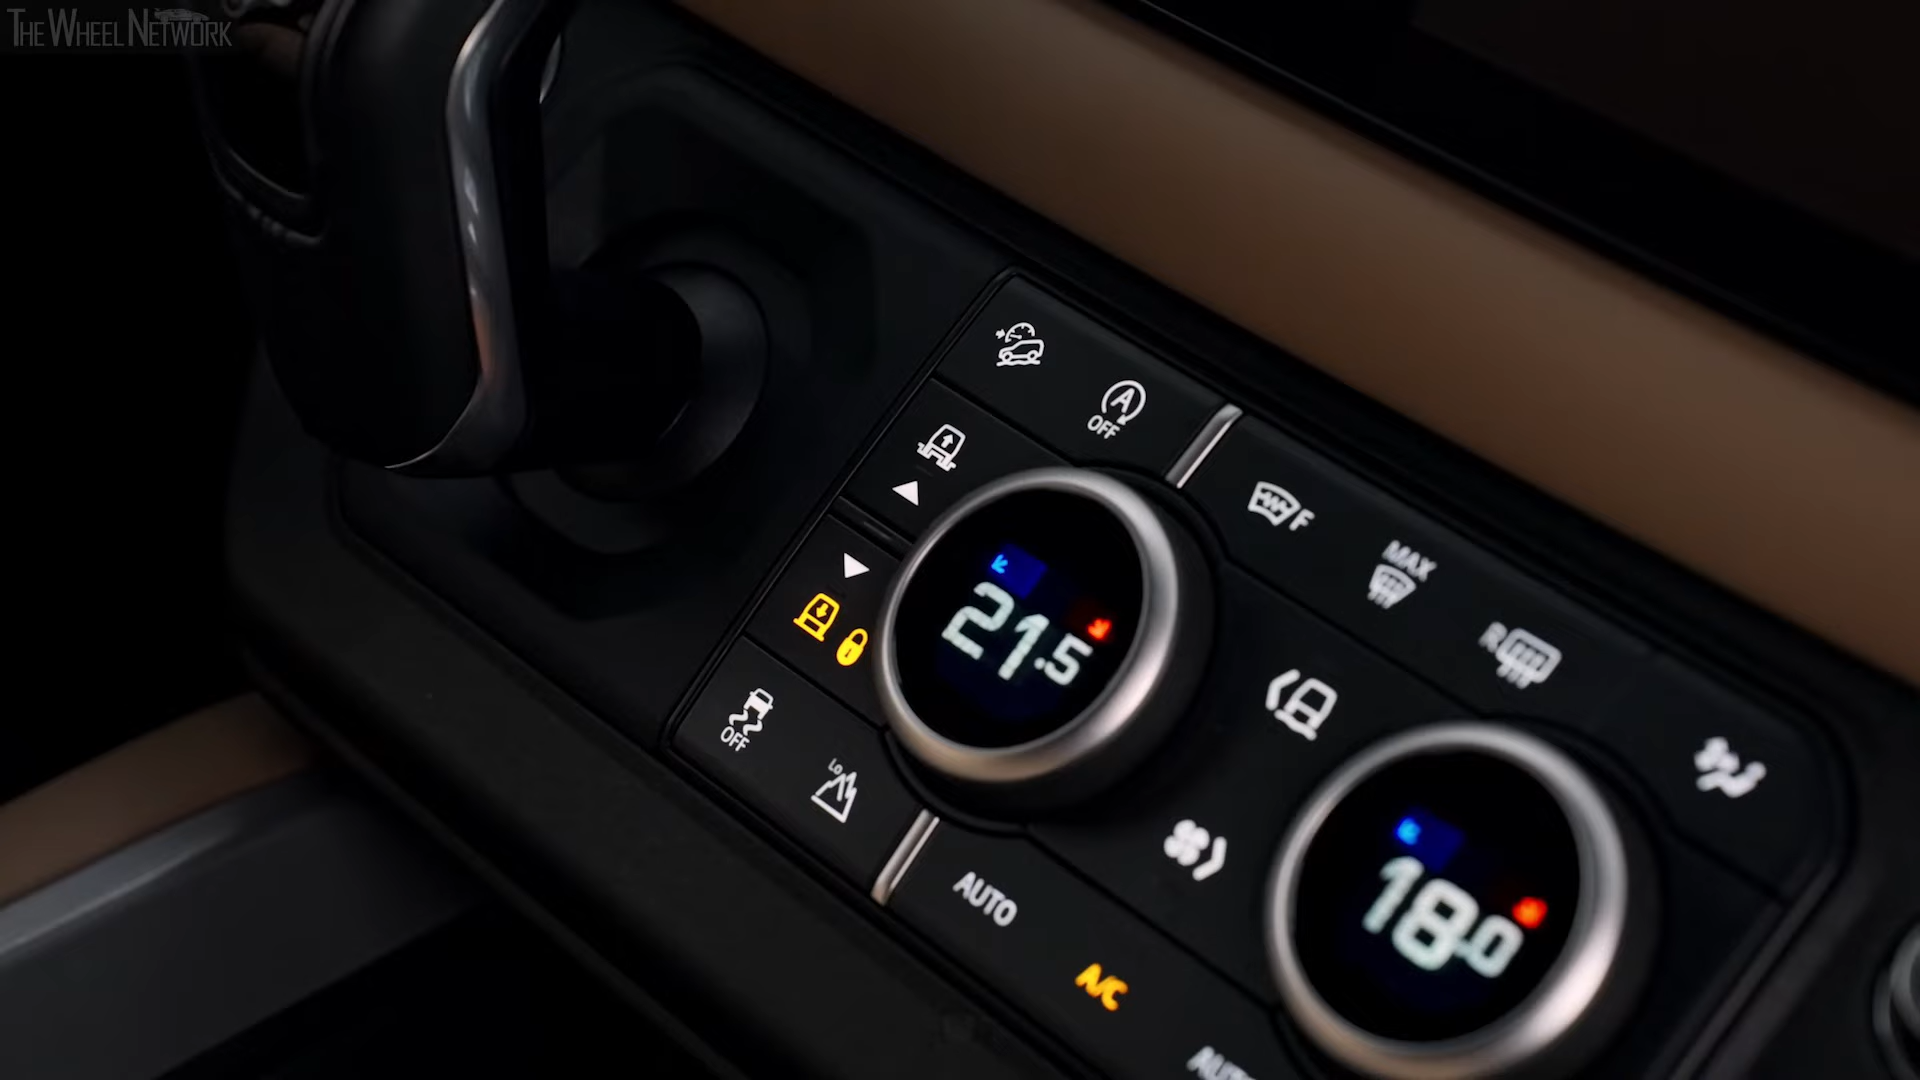 THE WHEEL NETWORK
A
OFF
F
MAX
R
21.5
OFF
LO
18.0
AUTO
A/C